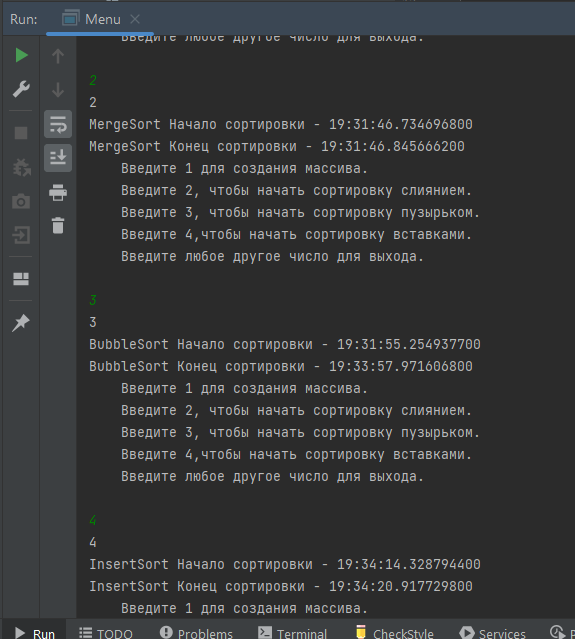 Run: Menu
Введите любое другое число для выхода.
2
2
MergeSort Начало сортировки - 19:31:46.734696800
MergeSort Конец сортировки - 19:31:46.845666200
Введите 1 для создания массива.
Введите 2, чтобы начать сортировку слиянием.
Введите 3, чтобы начать сортировку пузырьком.
Введите 4,чтобы начать сортировку вставками.
Введите любое другое число для выхода.
3
3
BubbleSort Начало сортировки - 19:31:55.254937700
BubbleSort Конец сортировки - 19:33:57.971606800
Введите 1 для создания массива.
Введите 2, чтобы начать сортировку слиянием.
Введите 3, чтобы начать сортировку пузырьком.
Введите 4,чтобы начать сортировку вставками.
Введите любое другое число для выхода.
4
4
InsertSort Начало сортировки - 19:34:14.328794400
InsertSort Конец сортировки - 19:34:20.917729800
Введите 1 для создания массива.
Run TODO Problems Terminal CheckStyle Services